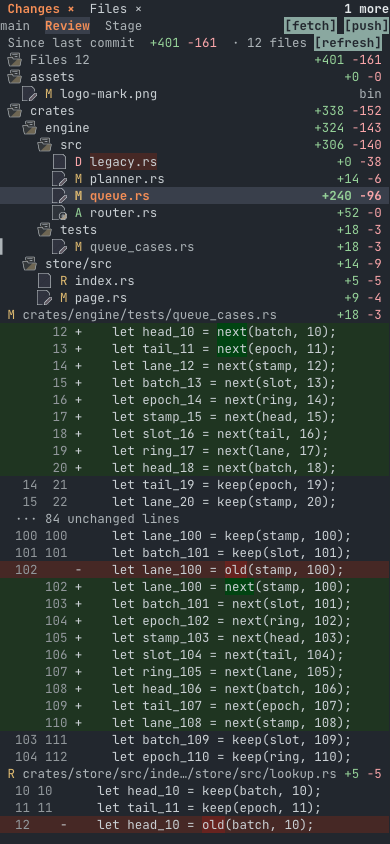 Changes × Files × 1 more
main Review Stage [fetch] [push]
Since last commit +401 -161 · 12 files [refresh]
Files 12 +401 -161
assets +0 -0
M logo-mark.png bin
crates +338 -152
engine +324 -143
src +306 -140
D legacy.rs +0 -38
M planner.rs +14 -6
M queue.rs +240 -96
A router.rs +52 -0
tests +18 -3
M queue_cases.rs +18 -3
store/src +14 -9
R index.rs +5 -5
M page.rs +9 -4
M crates/engine/tests/queue_cases.rs +18 -3
12 + let head_10 = next(batch, 10);
13 + let tail_11 = next(epoch, 11);
14 + let lane_12 = next(stamp, 12);
15 + let batch_13 = next(slot, 13);
16 + let epoch_14 = next(ring, 14);
17 + let stamp_15 = next(head, 15);
18 + let slot_16 = next(tail, 16);
19 + let ring_17 = next(lane, 17);
20 + let head_18 = next(batch, 18);
14 21 let tail_19 = keep(epoch, 19);
15 22 let lane_20 = keep(stamp, 20);
··· 84 unchanged lines
100 100 let lane_100 = keep(stamp, 100);
101 101 let batch_101 = keep(slot, 101);
102 - let lane_100 = old(stamp, 100);
102 + let lane_100 = next(stamp, 100);
103 + let batch_101 = next(slot, 101);
104 + let epoch_102 = next(ring, 102);
105 + let stamp_103 = next(head, 103);
106 + let slot_104 = next(tail, 104);
107 + let ring_105 = next(lane, 105);
108 + let head_106 = next(batch, 106);
109 + let tail_107 = next(epoch, 107);
110 + let lane_108 = next(stamp, 108);
103 111 let batch_109 = keep(slot, 109);
104 112 let epoch_110 = keep(ring, 110);
R crates/store/src/inde…/store/src/lookup.rs +5 -5
10 10 let head_10 = keep(batch, 10);
11 11 let tail_11 = keep(epoch, 11);
12 - let head_10 = old(batch, 10);